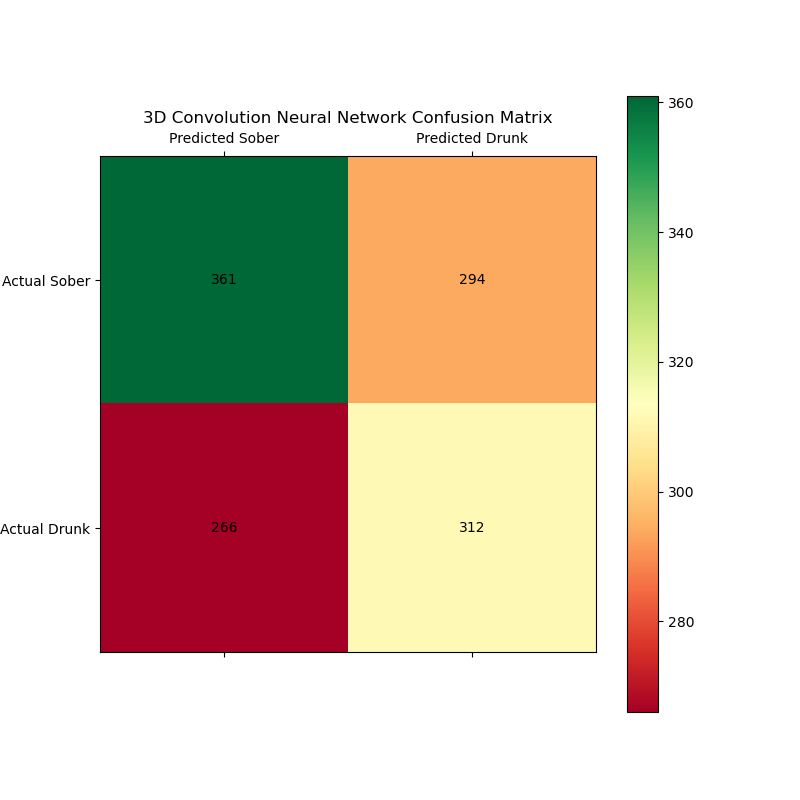 3D Convolution Neural Network Confusion Matrix
Predicted Sober
Predicted Drunk
360
340
320
300
280
Actual Sober
361
294
Actual Drunk
266
312